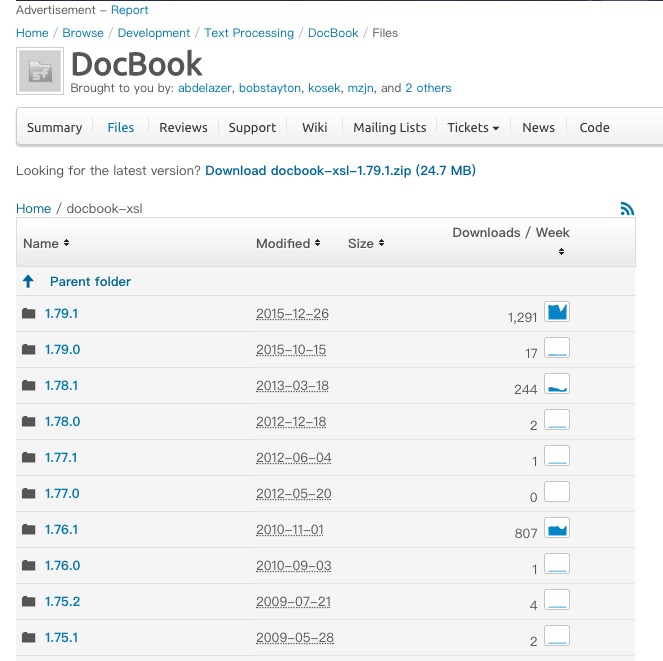 Advertisement - Report
Home / Browse / Development / Text Processing / DocBook / Files
sf
DocBook
Brought to you by: abdelazer, bobstayton, kosek, mzjn, and 2 others
Summary Files Reviews Support Wiki Mailing Lists Tickets News Code
Looking for the latest version? Download docbook-xsl-1.79.1.zip (24.7 MB)
Home / docbook-xsl
Name Modified Size Downloads / Week
Parent folder
1.79.1 2015-12-26 1,291
1.79.0 2015-10-15 17
1.78.1 2013-03-18 244
1.78.0 2012-12-18 2
1.77.1 2012-06-04 1
1.77.0 2012-05-20 0
1.76.1 2010-11-01 807
1.76.0 2010-09-03 1
1.75.2 2009-07-21 4
1.75.1 2009-05-28 2